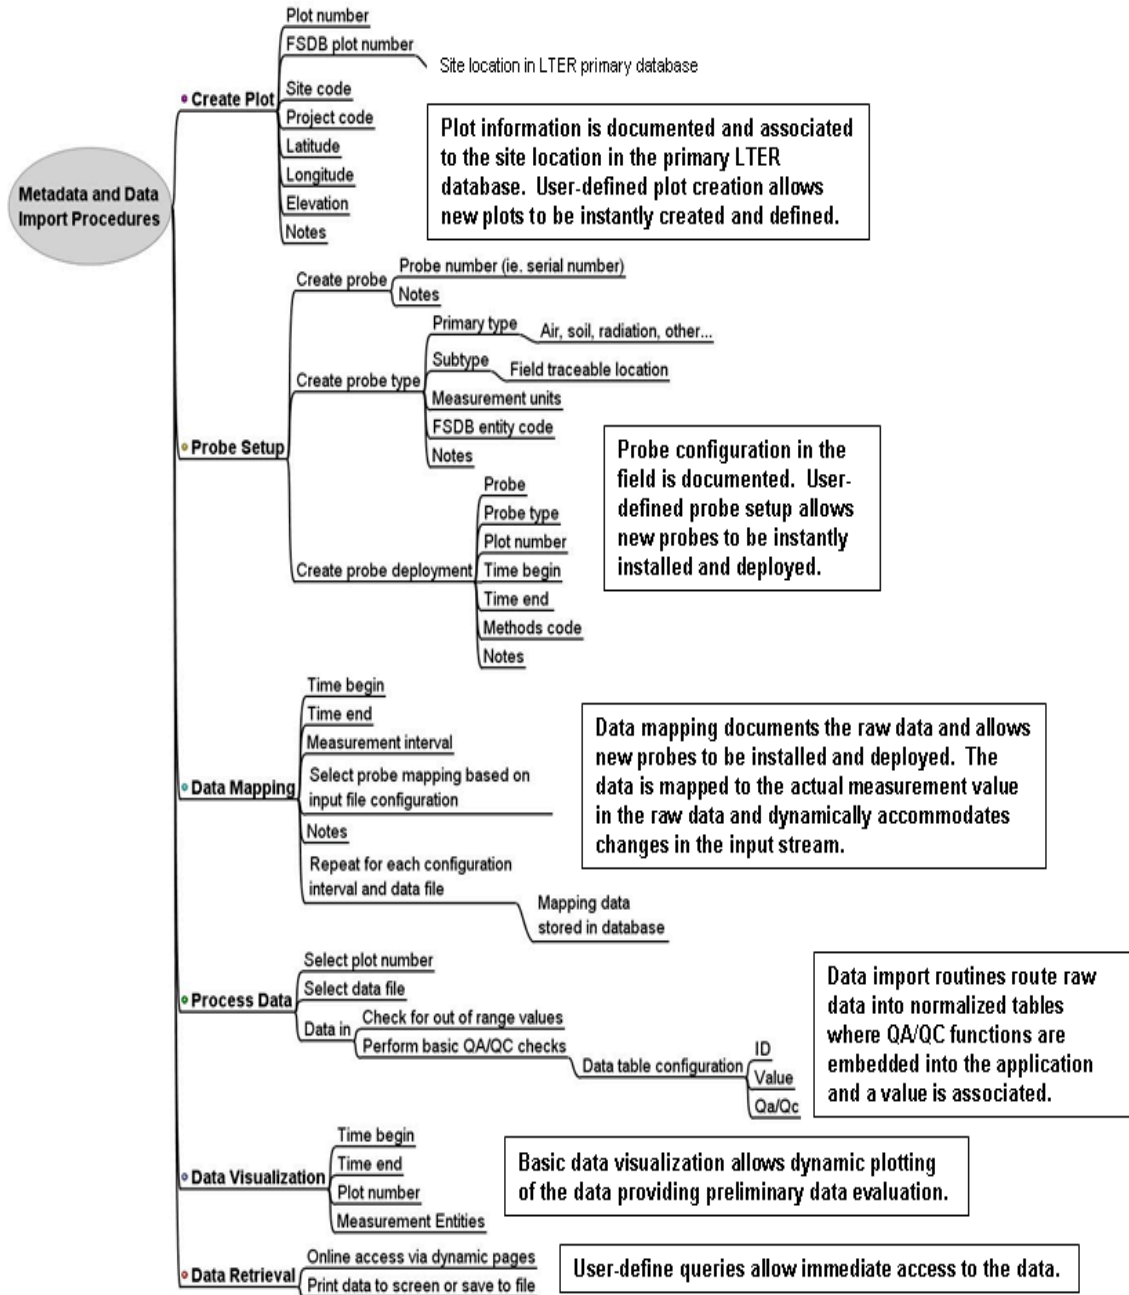 Metadata and Data
Import Procedures
Create Plot
Plot number
FSDB plot number
Site location in LTER primary database
Site code
Project code
Latitude
Longitude
Elevation
Notes
Plot information is documented and associated
to the site location in the primary LTER
database. User-defined plot creation allows
new plots to be instantly created and defined.
Probe Setup
Create probe
Probe number (ie. serial number)
Notes
Create probe type
Primary type
Air, soil, radiation, other...
Subtype
Field traceable location
Measurement units
FSDB entity code
Notes
Create probe deployment
Probe
Probe type
Plot number
Time begin
Time end
Methods code
Notes
Probe configuration in the
field is documented. User-
defined probe setup allows
new probes to be instantly
installed and deployed.
Data Mapping
Time begin
Time end
Measurement interval
Select probe mapping based on
input file configuration
Notes
Repeat for each configuration
interval and data file
Mapping data
stored in database
Data mapping documents the raw data and allows
new probes to be installed and deployed. The
data is mapped to the actual measurement value
in the raw data and dynamically accommodates
changes in the input stream.
Process Data
Select plot number
Select data file
Data in
Check for out of range values
Perform basic QA/QC checks
Data table configuration
ID
Value
Qa/Qc
Data import routines route raw
data into normalized tables
where QA/QC functions are
embedded into the application
and a value is associated.
Data Visualization
Time begin
Time end
Plot number
Measurement Entities
Basic data visualization allows dynamic plotting
of the data providing preliminary data evaluation.
Data Retrieval
Online access via dynamic pages
Print data to screen or save to file
User-define queries allow immediate access to the data.